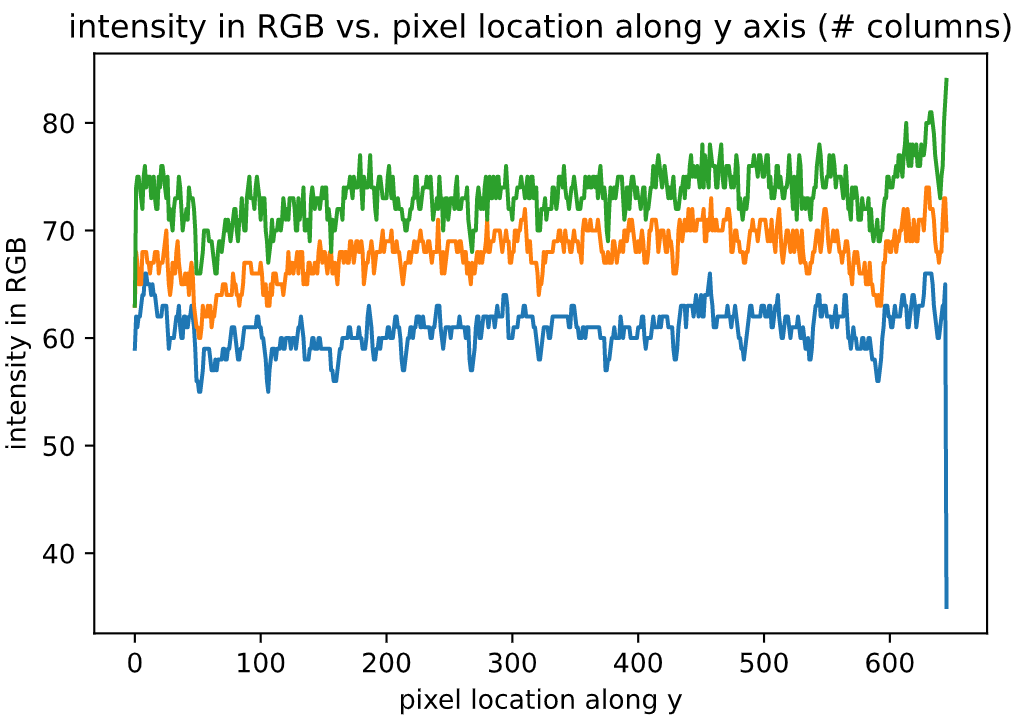 intensity in RGB vs. pixel location along y axis (# columns)
80
70
60
50
40
intensity in RGB
0 100 200 300 400 500 600
pixel location along y